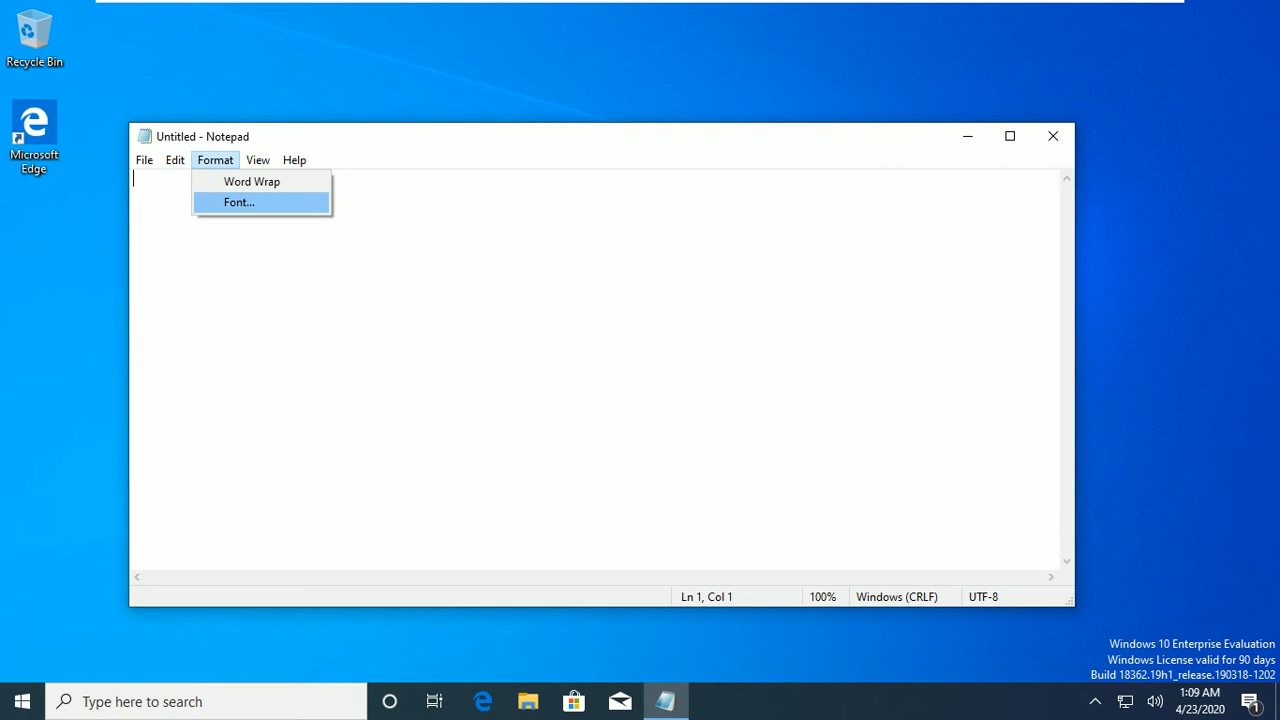 Recycle Bin
Microsoft
Edge
Untitled - Notepad
File Edit Format View Help
Word Wrap
Font...
Ln 1, Col 1 100% Windows (CRLF) UTF-8
Windows 10 Enterprise Evaluation
Windows License valid for 90 days
Build 18362.19h1_release.190318-1202
Type here to search
1:09 AM
4/23/2020
1